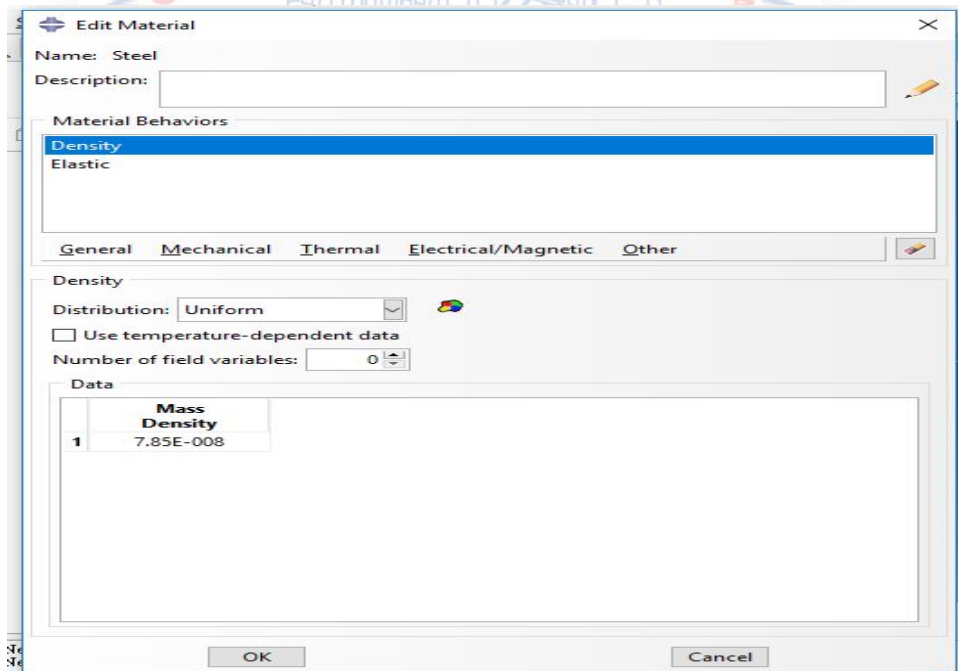 Edit Material
Name: Steel
Description:
Material Behaviors
Density
Elastic
General Mechanical Thermal Electrical/Magnetic Other
Density
Distribution: Uniform
Use temperature-dependent data
Number of field variables: 0
Data
Mass
Density
1 7.85E-008
OK Cancel